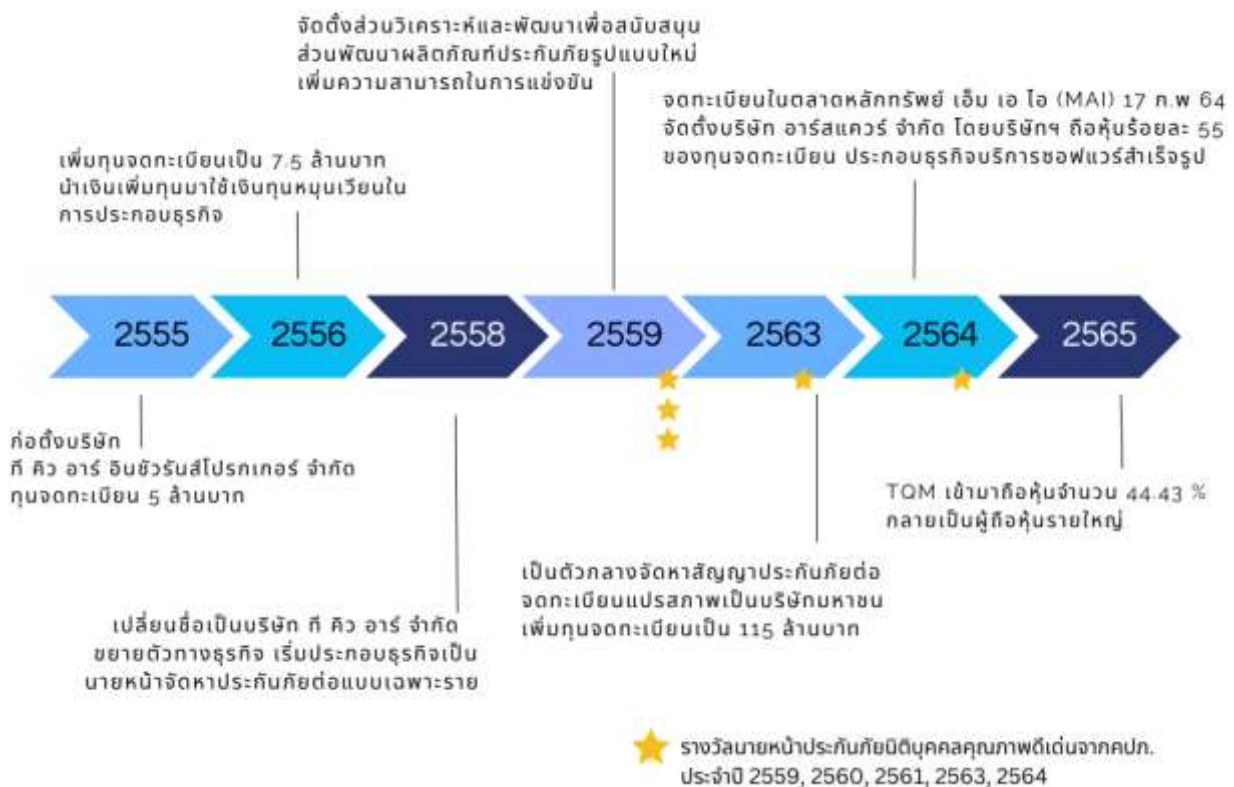 จัดตั้งส่วนวิเคราะห์และพัฒนาเพื่อสนับสนุน
ส่วนพัฒนาผลิตภัณฑ์ประกันภัยรูปแบบใหม่
เพิ่มความสามารถในการแข่งขัน
จดทะเบียนในตลาดหลักทรัพย์ เอ็ม เอ ไอ (MAI) 17 ก.พ 64
จัดตั้งบริษัท อาร์สแควร์ จำกัด โดยบริษัทฯ ถือหุ้นร้อยละ 55
ของทุนจดทะเบียน ประกอบธุรกิจบริการซอฟแวร์สำเร็จรูป
เพิ่มทุนจดทะเบียนเป็น 7.5 ล้านบาท
นำเงินเพิ่มทุนมาใช้เงินทุนหมุนเวียนใน
การประกอบธุรกิจ
2555
2556
2558
2559
2563
2564
2565
ก่อตั้งบริษัท
ที คิว อาร์ อินชัวรันส์โปรกเกอร์ จำกัด
ทุนจดทะเบียน 5 ล้านบาท
TQM เข้ามาถือหุ้นจำนวน 44.43 %
กลายเป็นผู้ถือหุ้นรายใหญ่
เป็นตัวกลางจัดหาสัญญาประกันภัยต่อ
จดทะเบียนแปรสภาพเป็นบริษัทมหาชน
เพิ่มทุนจดทะเบียนเป็น 115 ล้านบาท
เปลี่ยนชื่อเป็นบริษัท ที คิว อาร์ จำกัด
ขยายตัวทางธุรกิจ เริ่มประกอบธุรกิจเป็น
นายหน้าจัดหาประกันภัยต่อแบบเฉพาะราย
รางวัลนายหน้าประกันภัยนิติบุคคลคุณภาพดีเด่นจากคปภ.
ประจำปี 2559, 2560, 2561, 2563, 2564